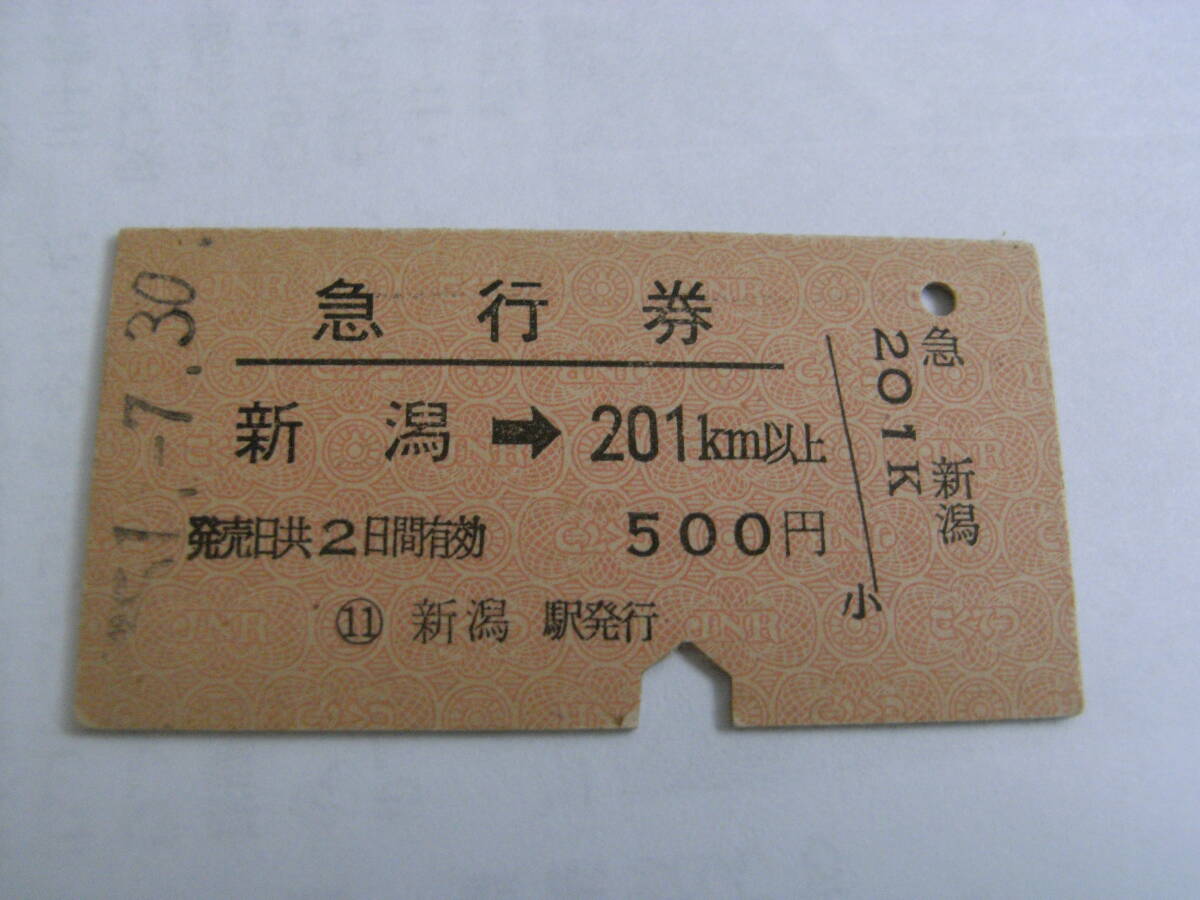 急行券
新潟➡201km以上
発売日共2日間有効 500円
⑪ 新潟 駅発行
51.-7.30
急 新潟
201K
小